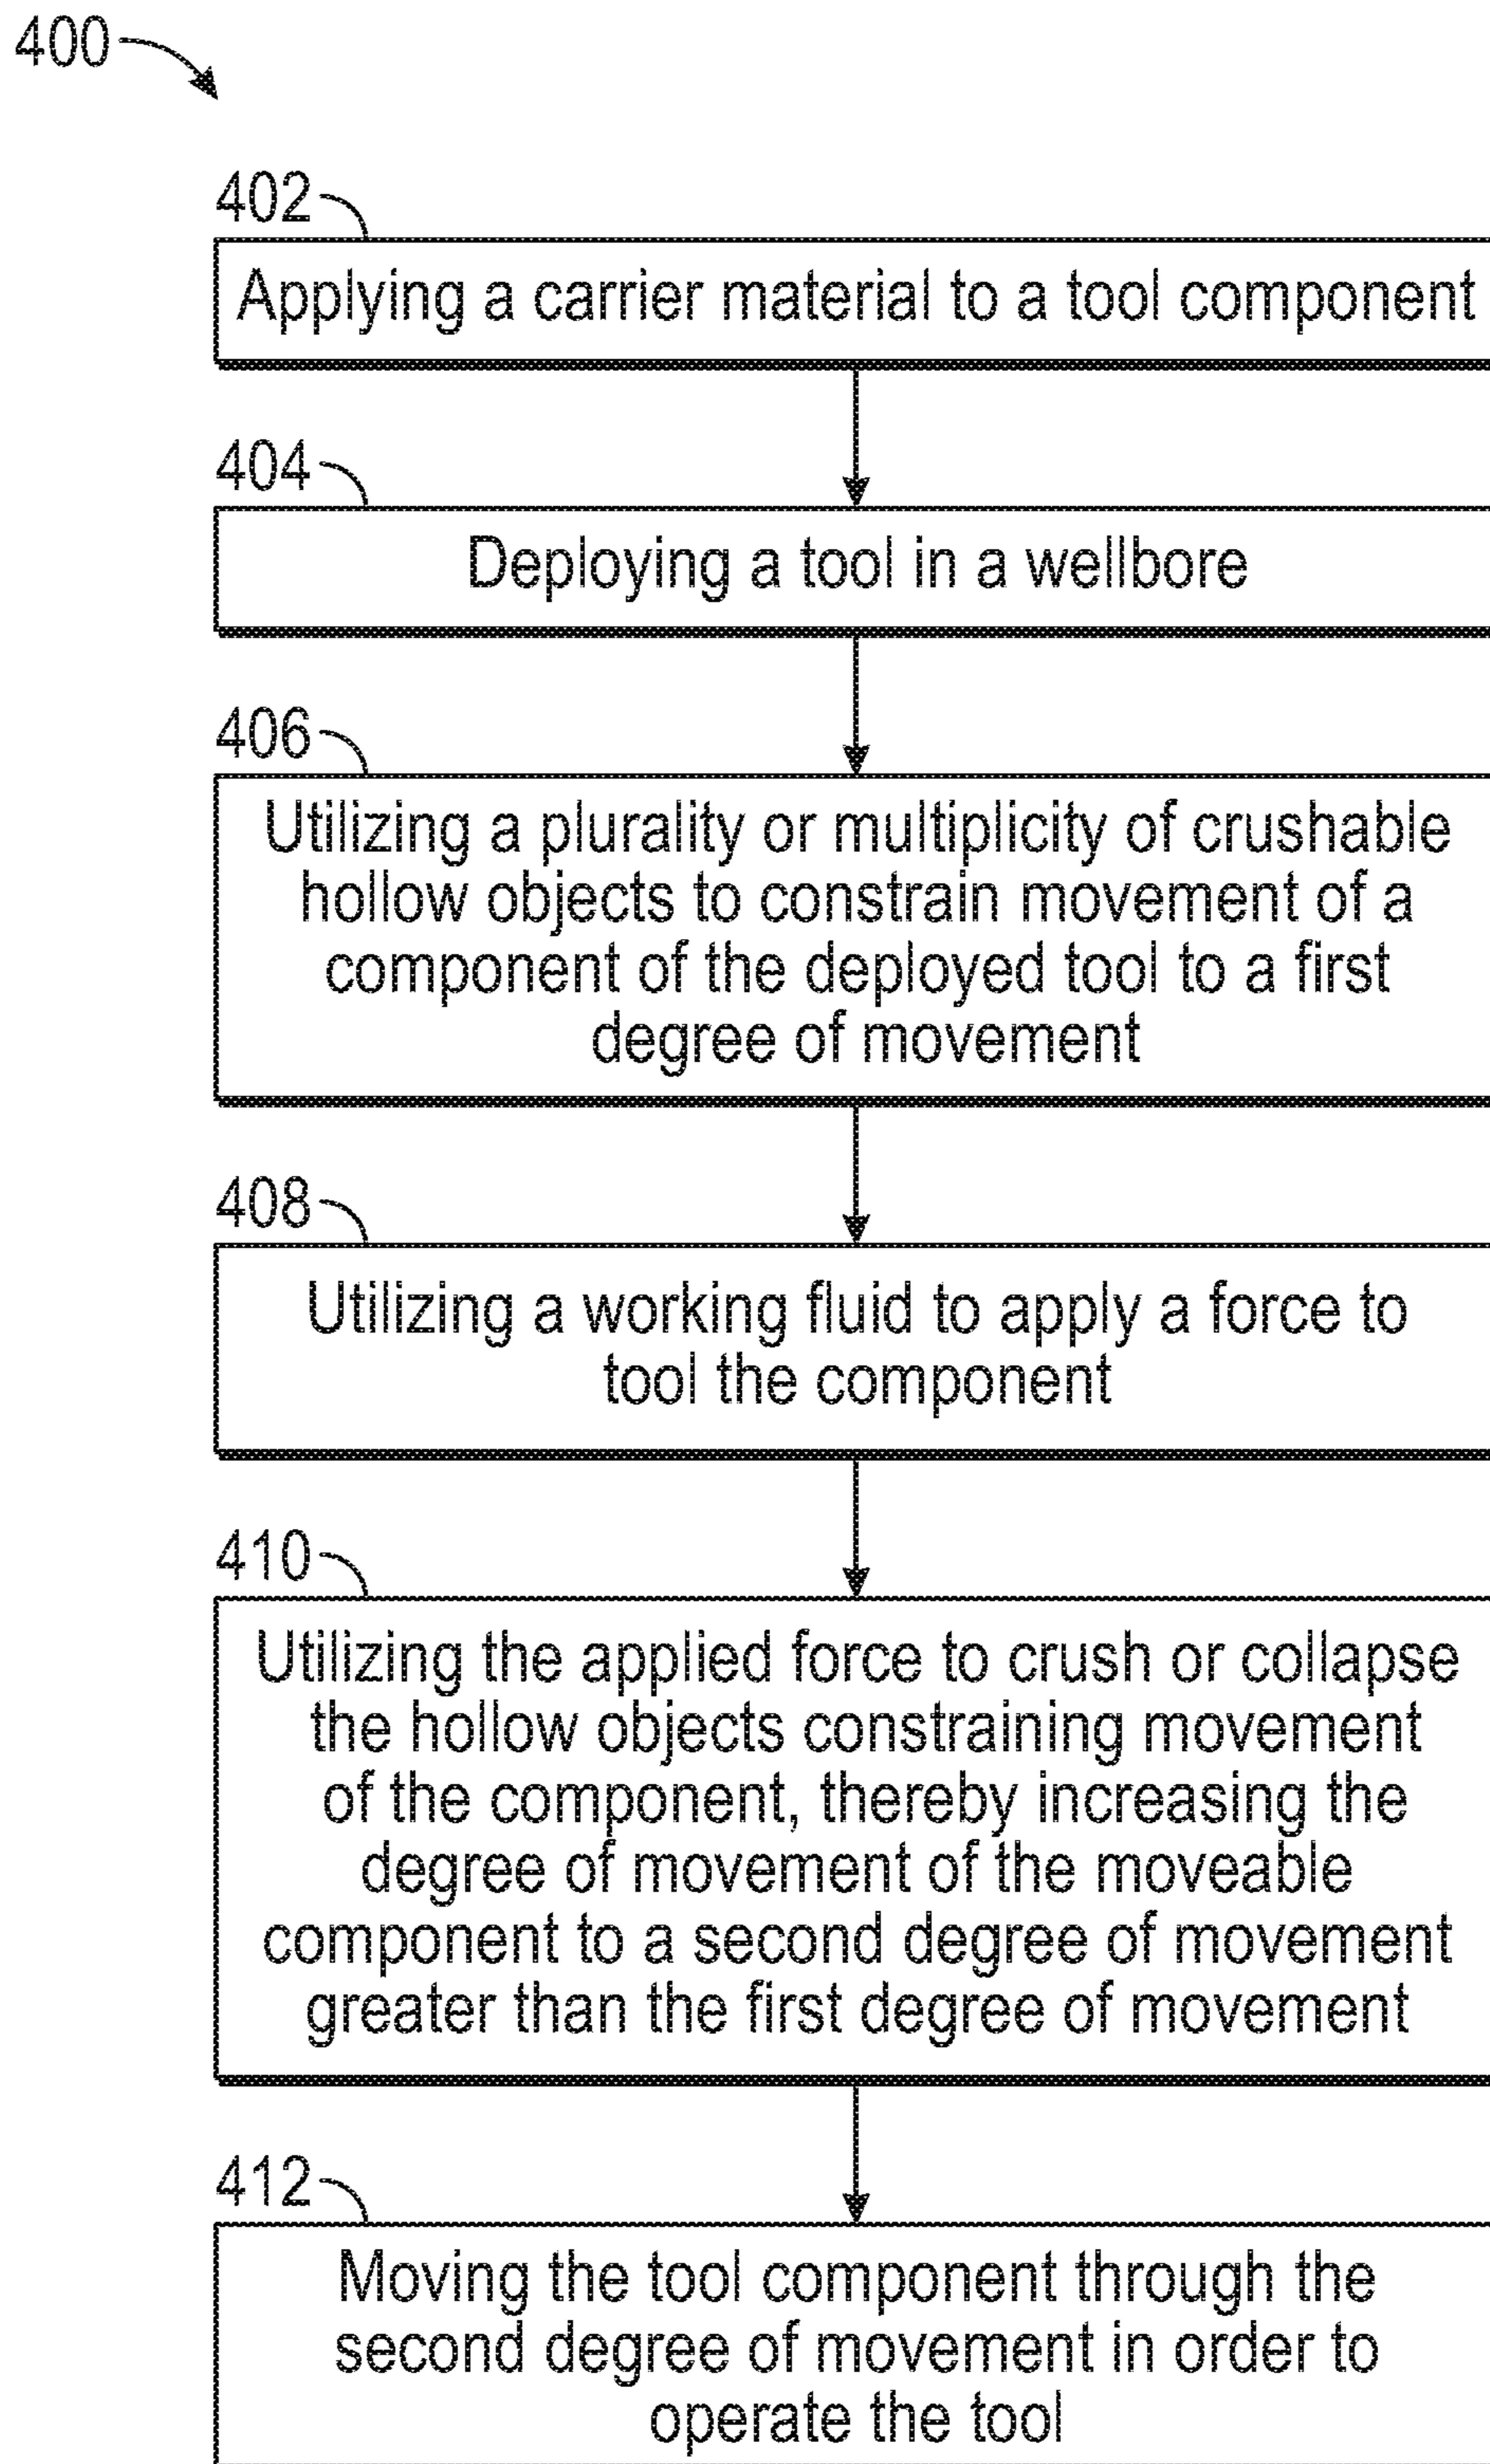 400
402
Applying a carrier material to a tool component
404
Deploying a tool in a wellbore
406
Utilizing a plurality or multiplicity of crushable
hollow objects to constrain movement of a
component of the deployed tool to a first
degree of movement
408
Utilizing a working fluid to apply a force to
tool the component
410
Utilizing the applied force to crush or collapse
the hollow objects constraining movement
of the component, thereby increasing the
degree of movement of the moveable
component to a second degree of movement
greater than the first degree of movement
412
Moving the tool component through the
second degree of movement in order to
operate the tool